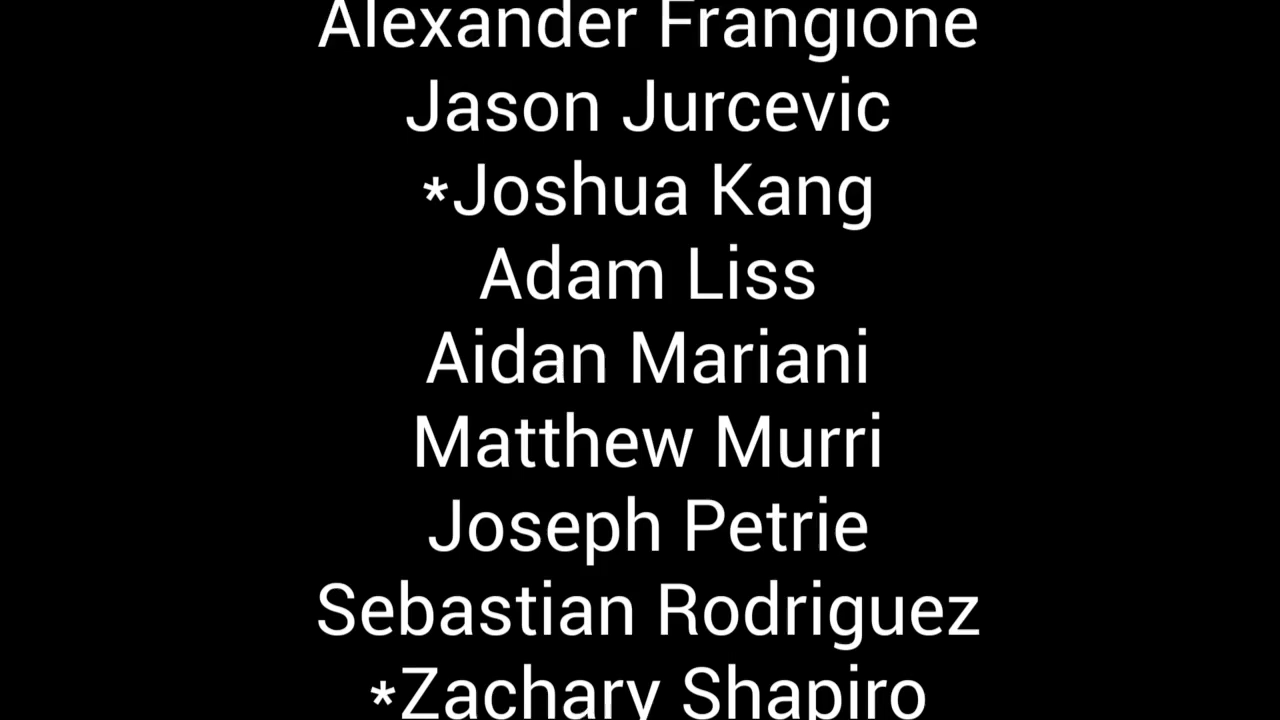 Alexander Frangione
Jason Jurcevic
*Joshua Kang
Adam Liss
Aidan Mariani
Matthew Murri
Joseph Petrie
Sebastian Rodriguez
*Zachary Shapiro